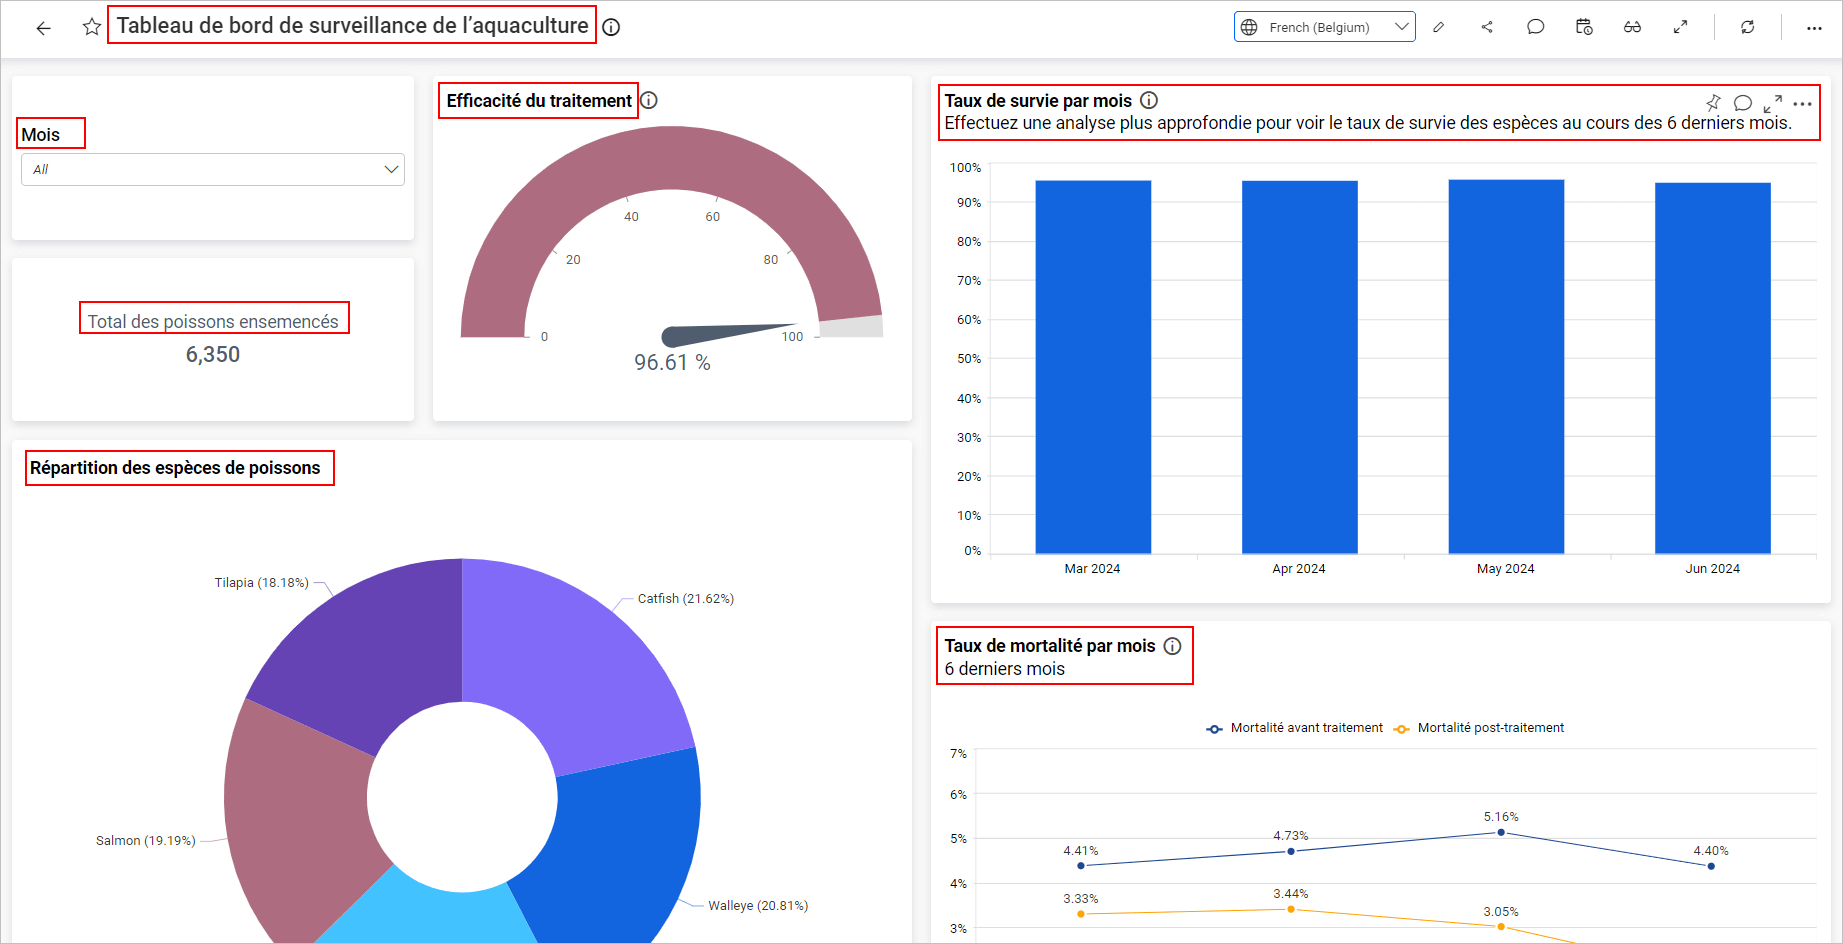 Tableau de bord de surveillance de l’aquaculture
French (Belgium)
Mois
All
Total des poissons ensemencés
6,350
Efficacité du traitement
0
20
40
60
80
100
96.61 %
Taux de survie par mois
Effectuez une analyse plus approfondie pour voir le taux de survie des espèces au cours des 6 derniers mois.
100%
90%
80%
70%
60%
50%
40%
30%
20%
10%
0%
Mar 2024
Apr 2024
May 2024
Jun 2024
Répartition des espèces de poissons
Tilapia (18.18%)
Catfish (21.62%)
Salmon (19.19%)
Walleye (20.81%)
Taux de mortalité par mois
6 derniers mois
Mortalité avant traitement
Mortalité post-traitement
7%
6%
5%
4%
3%
4.41%
4.73%
5.16%
4.40%
3.33%
3.44%
3.05%